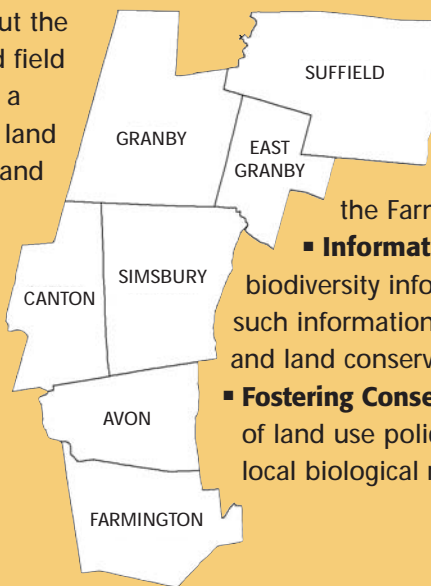 ut the
d field
a
land
and
SUFFIELD
GRANBY
EAST
GRANBY
the Farm
▪ Informat
biodiversity info
such information
and land conserv
▪ Fostering Conse
of land use polic
local biological r
SIMSBURY
CANTON
AVON
FARMINGTON